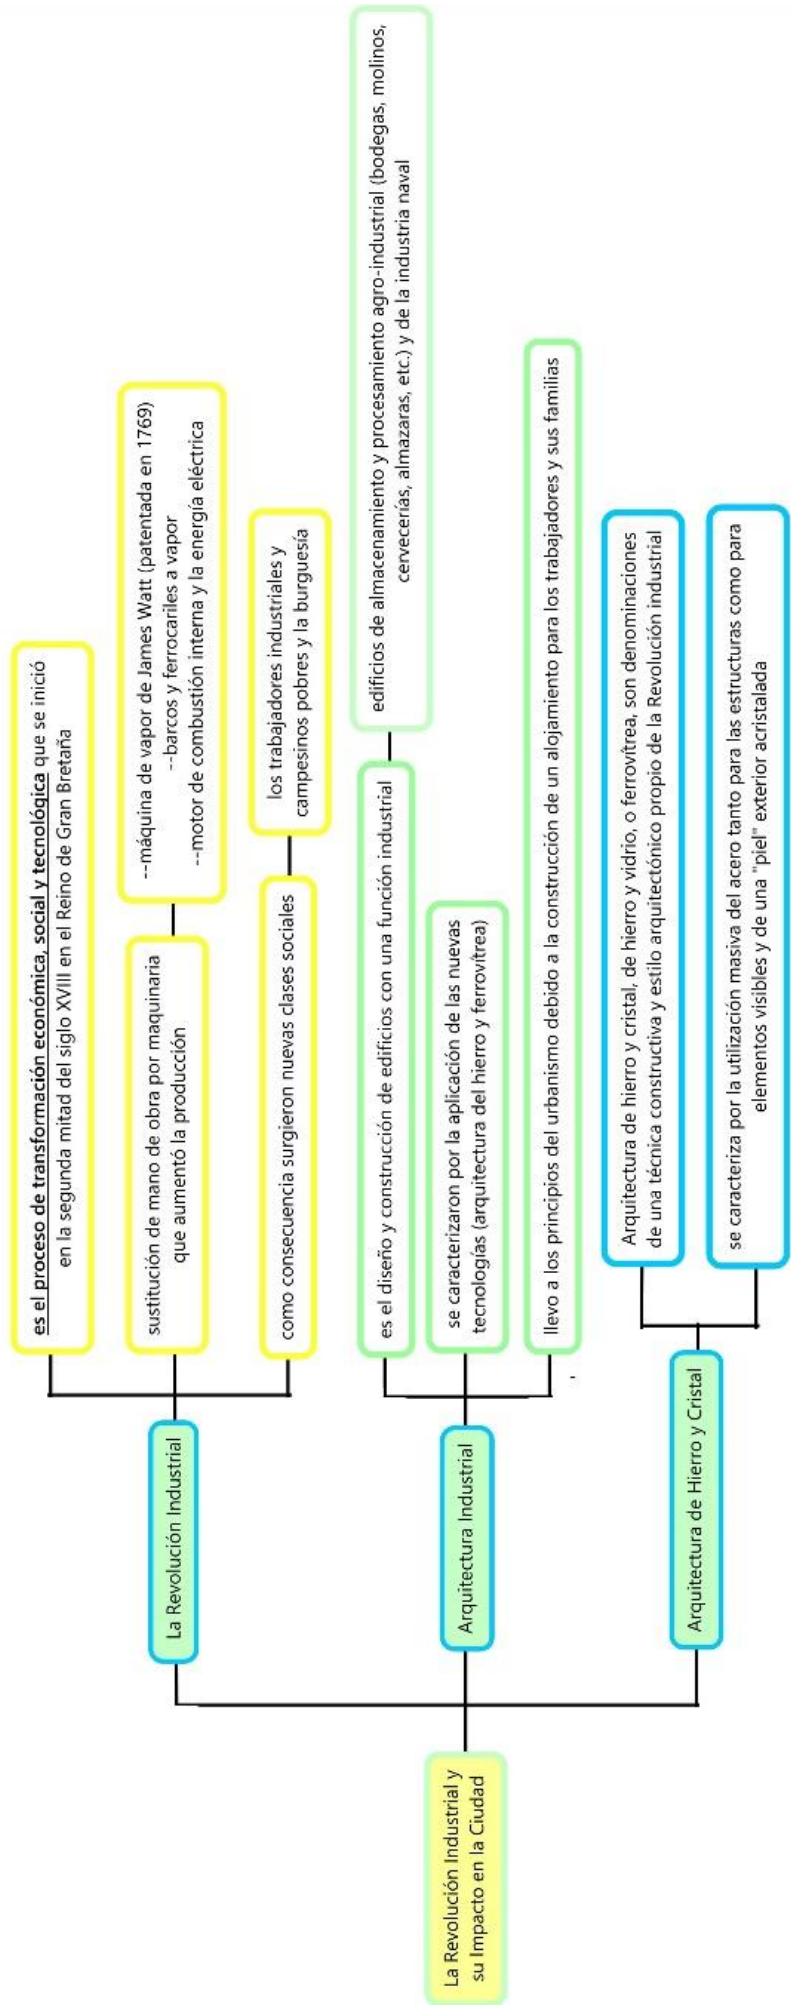 La Revolución Industrial y
su Impacto en la Ciudad
La Revolución Industrial
es el proceso de transformación económica, social y tecnológica que se inició
en la segunda mitad del siglo XVIII en el Reino de Gran Bretaña
sustitución de mano de obra por maquinaria
que aumentó la producción
--máquina de vapor de James Watt (patentada en 1769)
--barcos y ferrocariles a vapor
--motor de combustión interna y la energía eléctrica
como consecuencia surgieron nuevas clases sociales
los trabajadores industriales y
campesinos pobres y la burguesía
Arquitectura Industrial
es el diseño y construcción de edificios con una función industrial
edificios de almacenamiento y procesamiento agro-industrial (bodegas, molinos,
cervecerías, almazaras, etc.) y de la industria naval
se caracterizaron por la aplicación de las nuevas
tecnologías (arquitectura del hierro y ferrovítrea)
llevo a los principios del urbanismo debido a la construcción de un alojamiento para los trabajadores y sus familias
Arquitectura de Hierro y Cristal
Arquitectura de hierro y cristal, de hierro y vidrio, o ferrovítrea, son denominaciones
de una técnica constructiva y estilo arquitectónico propio de la Revolución industrial
se caracteriza por la utilización masiva del acero tanto para las estructuras como para
elementos visibles y de una "piel" exterior acristalada